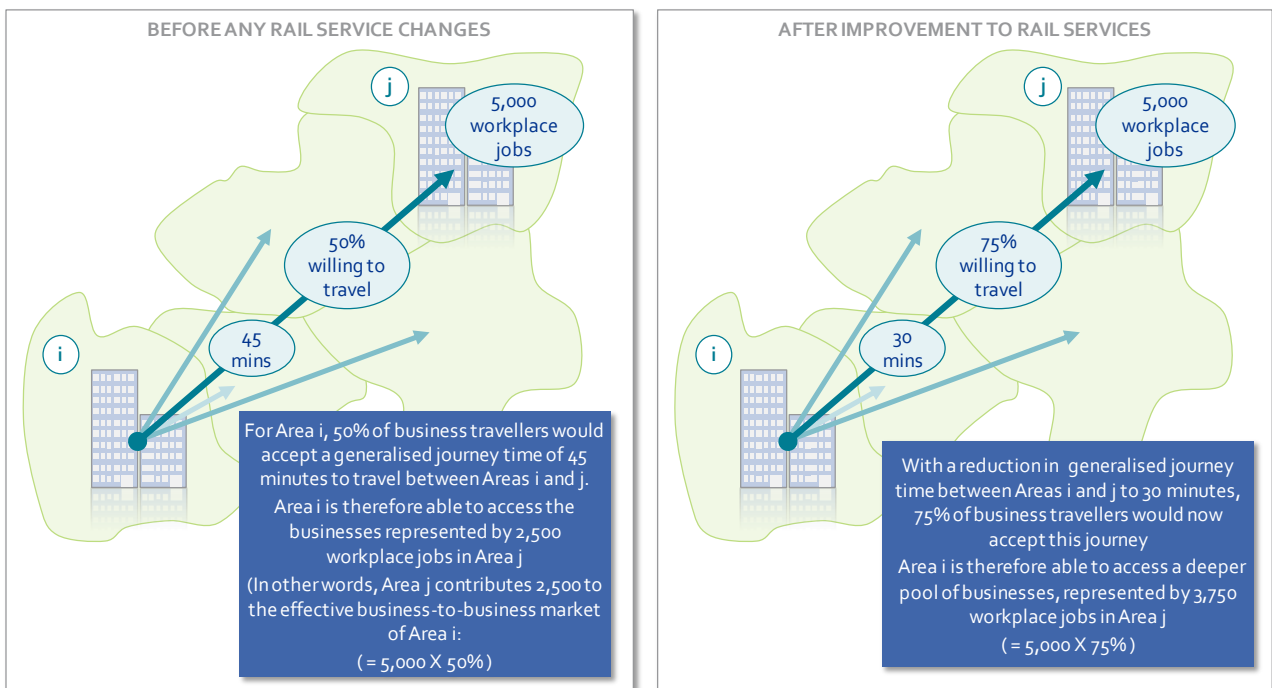 BEFORE ANY RAIL SERVICE CHANGES
j
5,000
workplace
jobs
50%
willing to
travel
45
mins
i
For Area i, 50% of business travellers would
accept a generalised journey time of 45
minutes to travel between Areas i and j.
Area i is therefore able to access the
businesses represented by 2,500
workplace jobs in Area j
(In other words, Area j contributes 2,500 to
the effective business-to-business market
of Area i:
( = 5,000 X 50% )
AFTER IMPROVEMENT TO RAIL SERVICES
j
5,000
workplace
jobs
75%
willing to
travel
30
mins
i
With a reduction in generalised journey
time between Areas i and j to 30 minutes,
75% of business travellers would now
accept this journey
Area i is therefore able to access a deeper
pool of businesses, represented by 3,750
workplace jobs in Area j
( = 5,000 X 75% )